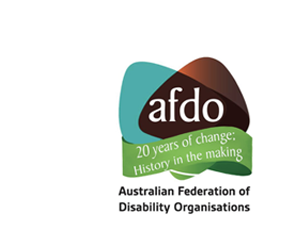 afdo
20 years of change;
History in the making
Australian Federation of
Disability Organisations